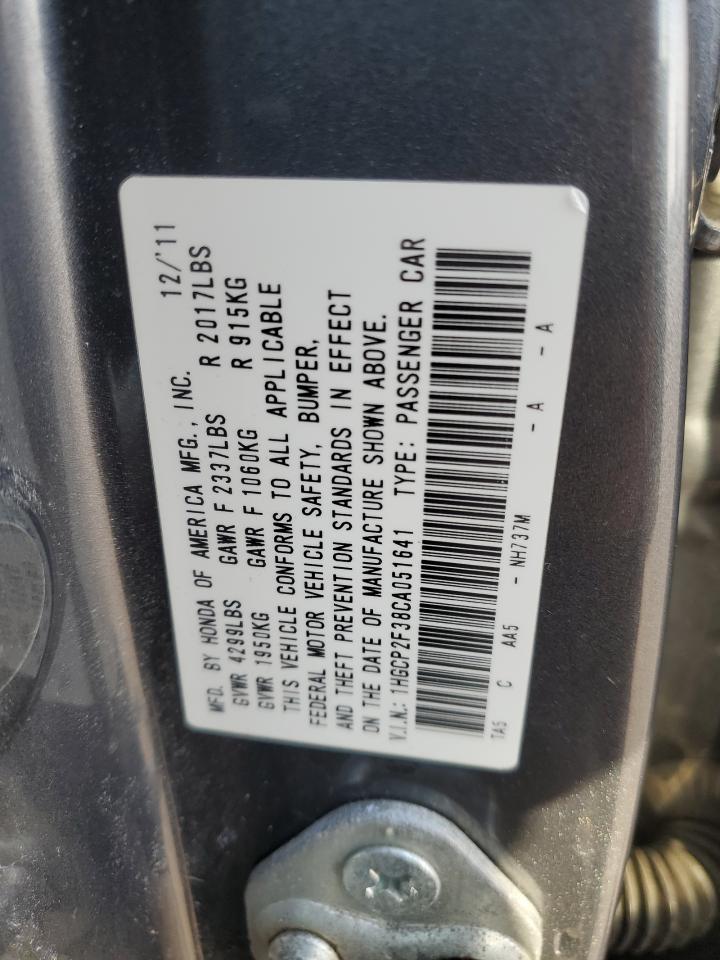 MFD. BY HONDA OF AMERICA MFG., INC. 12/'11
GVWR 4299LBS GAWR F 2337LBS R 2017LBS
GVWR 1950KG GAWR F 1060KG R 915KG
THIS VEHICLE CONFORMS TO ALL APPLICABLE
FEDERAL MOTOR VEHICLE SAFETY, BUMPER,
AND THEFT PREVENTION STANDARDS IN EFFECT
ON THE DATE OF MANUFACTURE SHOWN ABOVE.
V.I.N.: 1HGCP2F38CA051641 TYPE: PASSENGER CAR
TA5 C AA5 - NH737M - A - A